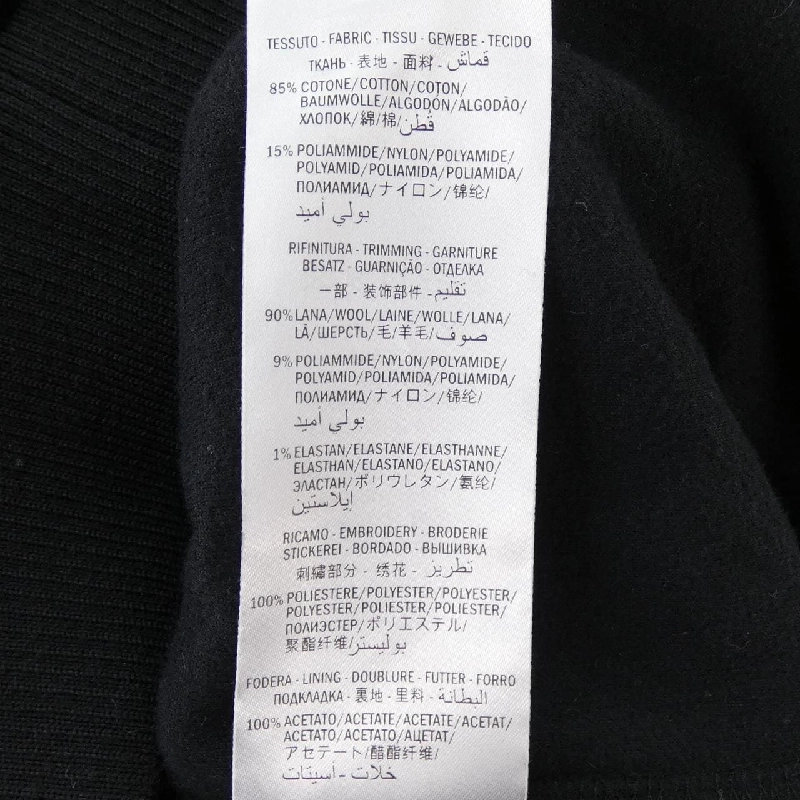 TESSUTO - FABRIC - TISSU - GEWEBE - TECIDO
ТКАНЬ - 表地 - 面料 - قماش
85% COTONE/COTTON/COTON/
BAUMWOLLE/ALGODÓN/ALGODÃO/
ХЛОПОК/綿/棉/قُطن
15% POLIAMMIDE/NYLON/POLYAMIDE/
POLYAMID/POLIAMIDA/POLIAMIDA/
ПОЛИАМИД/ナイロン/锦纶/
بولي أميد
RIFINITURA - TRIMMING - GARNITURE
BESATZ - GUARNIÇÃO - ОТДЕЛКА
一部 - 装饰部件 - تقليم
90% LANA/WOOL/LAINE/WOLLE/LANA/
LÃ/ШЕРСТЬ/毛/羊毛/صوف
9% POLIAMMIDE/NYLON/POLYAMIDE/
POLYAMID/POLIAMIDA/POLIAMIDA/
ПОЛИАМИД/ナイロン/锦纶/
بولي أميد
1% ELASTAN/ELASTANE/ELASTHANNE/
ELASTHAN/ELASTANO/ELASTANO/
ЭЛАСТАН/ポリウレタン/氨纶/
إيلاستين
RICAMO - EMBROIDERY - BRODERIE
STICKEREI - BORDADO - ВЫШИВКА
刺繍部分 - 绣花 - تطريز
100% POLIESTERE/POLYESTER/POLYESTER/
POLYESTER/POLIESTER/POLIESTER/
ПОЛИЭСТЕР/ポリエステル/
聚酯纤维/بوليستر
FODERA - LINING - DOUBLURE - FUTTER - FORRO
ПОДКЛАДКА - 裏地 - 里料 - البطانة
100% ACETATO/ACETATE/ACETATE/ACETAT/
ACETATO/ACETATO/АЦЕТАТ/
アセテート/醋酯纤维/
خلات - أسيتات